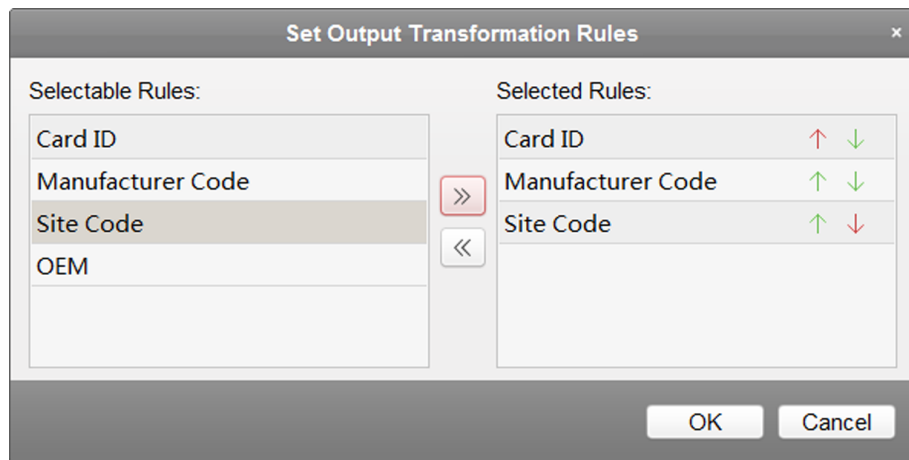 Set Output Transformation Rules
Selectable Rules:
Card ID
Manufacturer Code
Site Code
OEM
Selected Rules:
Card ID
Manufacturer Code
Site Code
OK
Cancel